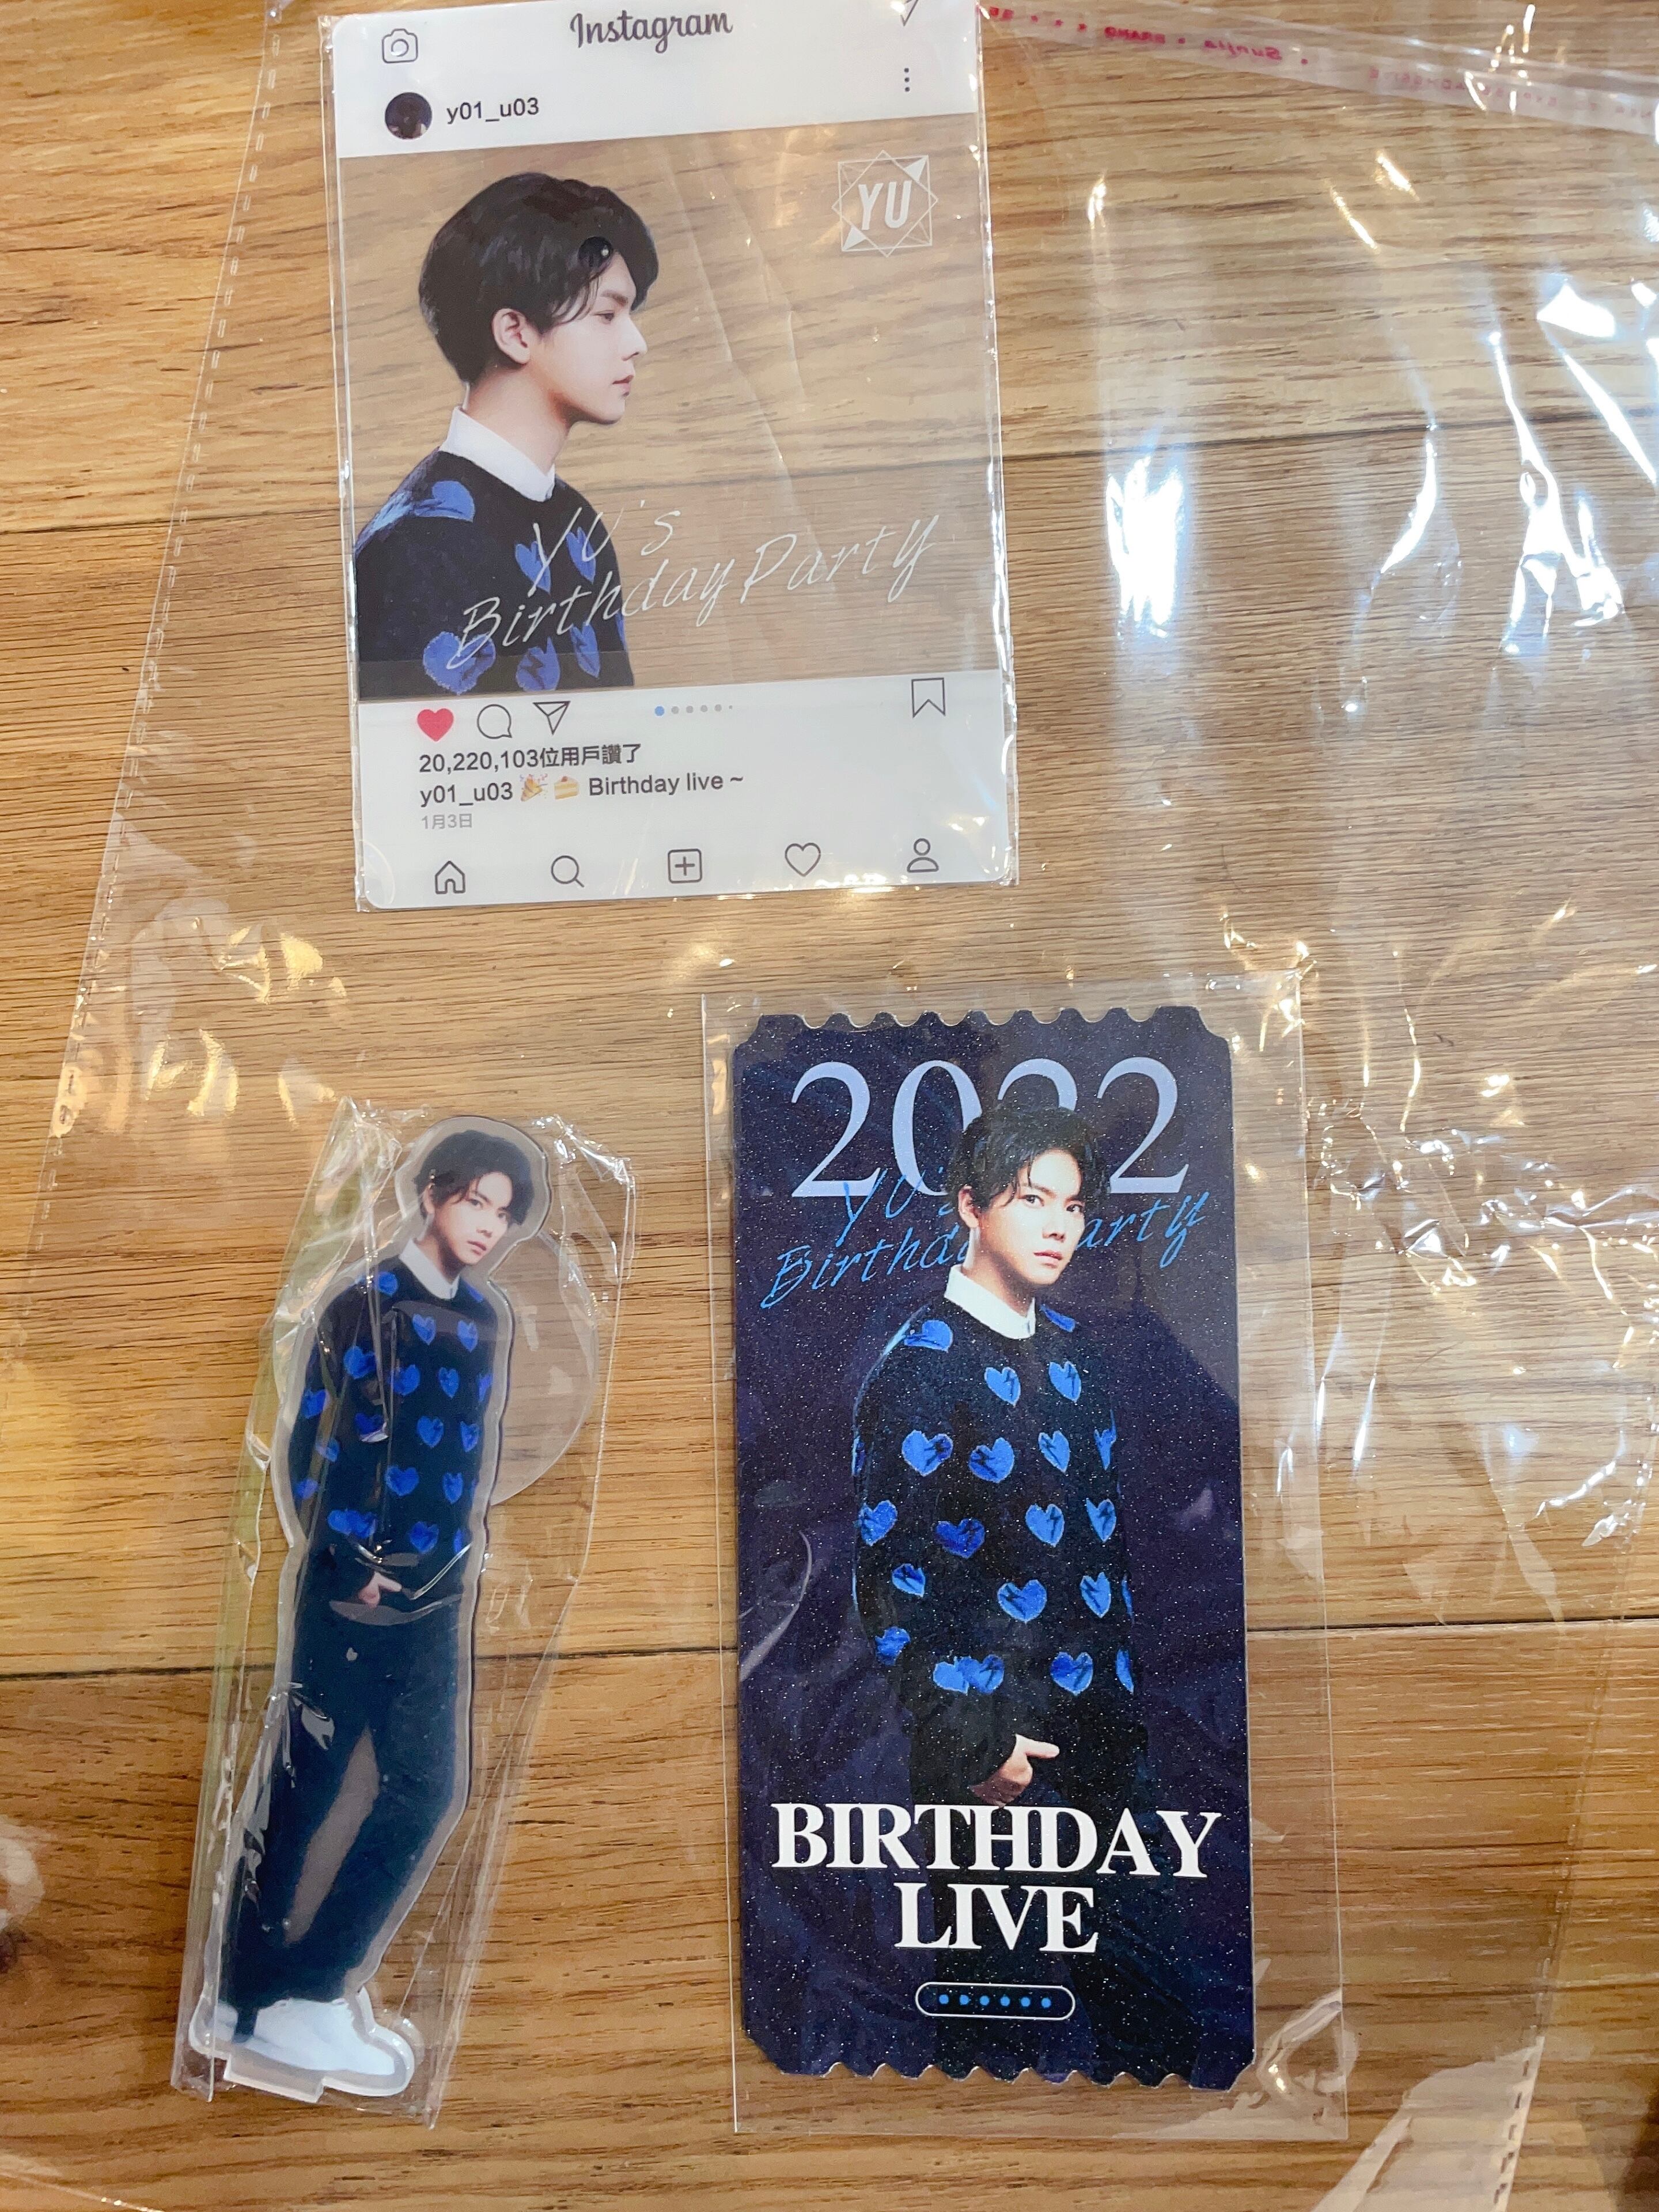 Instagram
y01_u03
YU
YU's
Birthday Party
20,220,103位用戶讚了
y01_u03 🎉🍰 Birthday live ~
1月3日
2022
YU's
Birthday Party
BIRTHDAY
LIVE